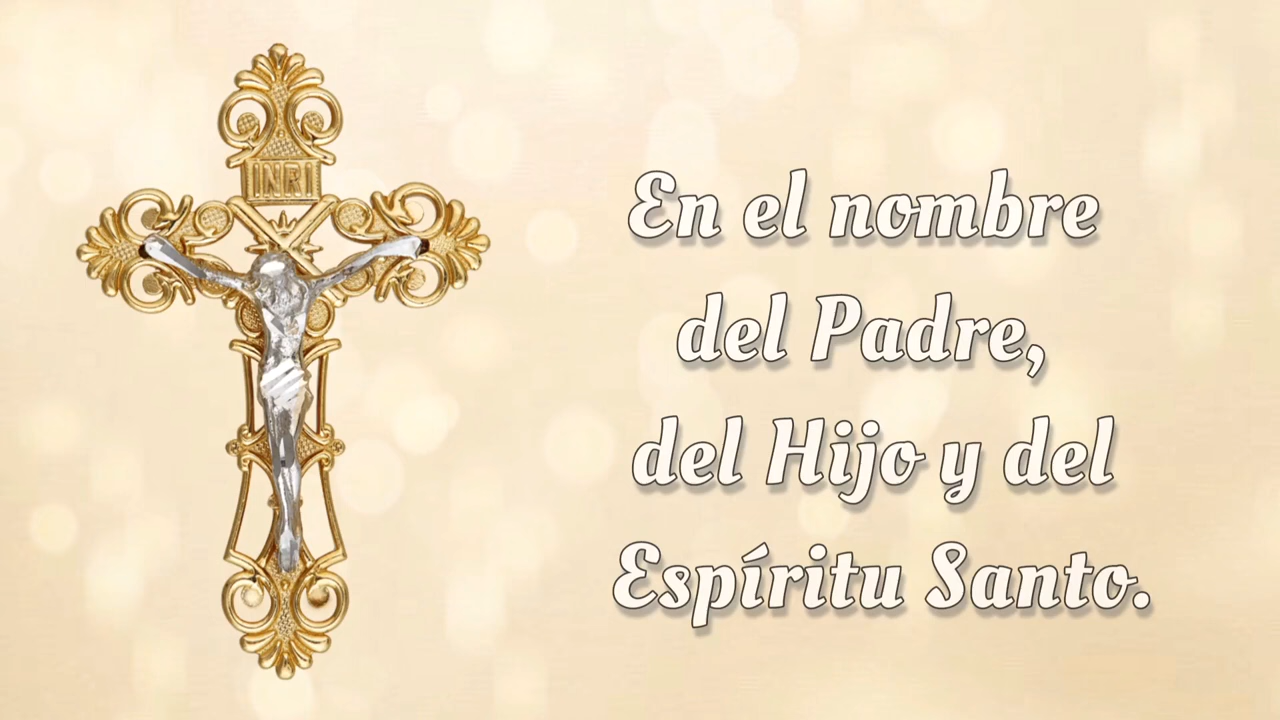 INRI
En el nombre
del Padre,
del Hijo y del
Espíritu Santo.